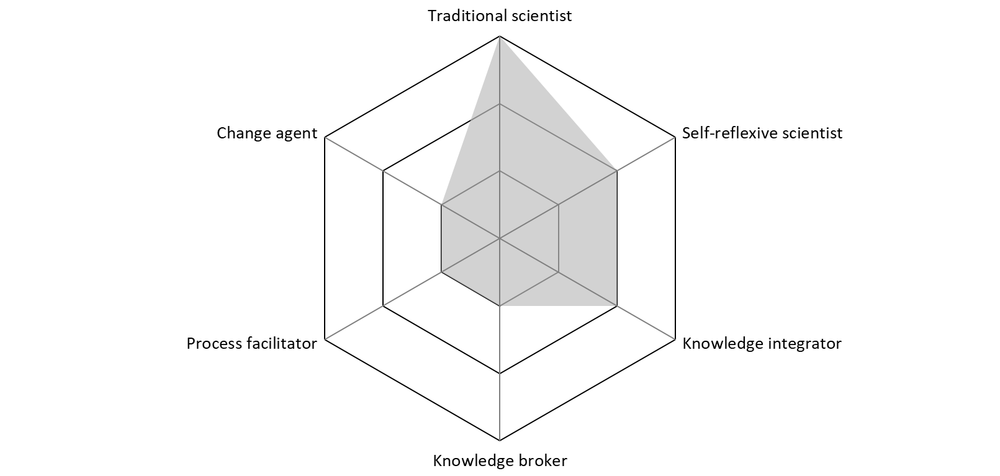 Traditional scientist
Change agent
Self-reflexive scientist
Process facilitator
Knowledge integrator
Knowledge broker